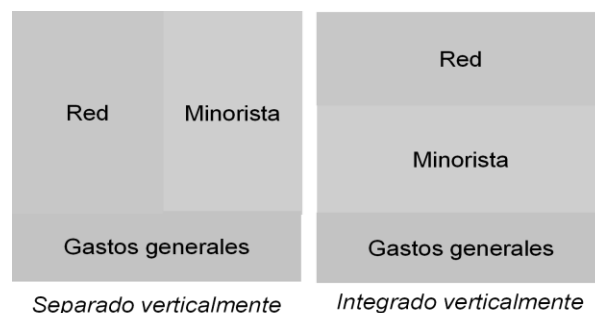 Red
Minorista
Gastos generales
Separado verticalmente
Red
Minorista
Gastos generales
Integrado verticalmente